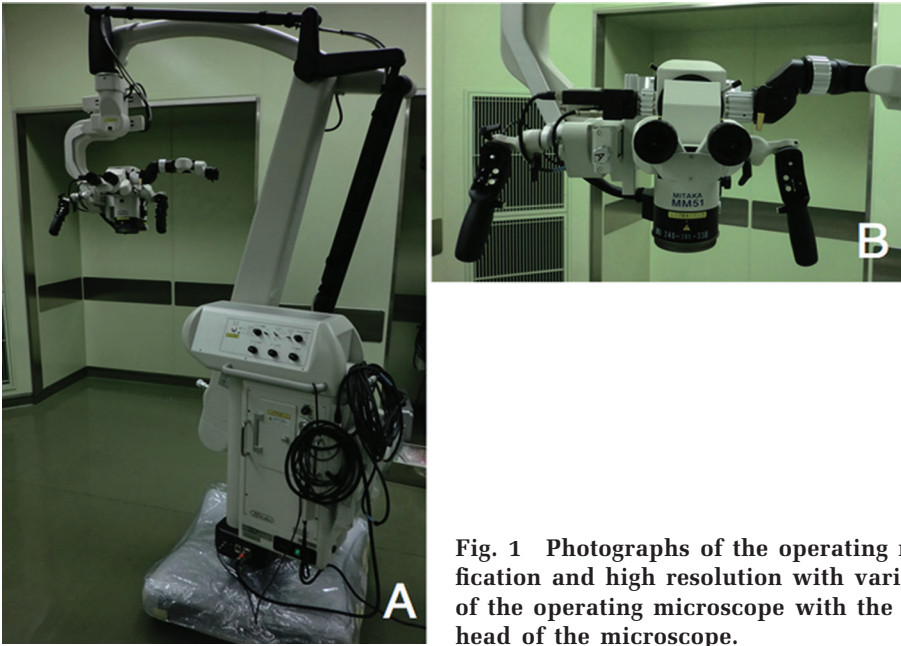 A
B
MITAKA
MM51
Fig. 1 Photographs of the operating
fication and high resolution with vari
of the operating microscope with the
head of the microscope.